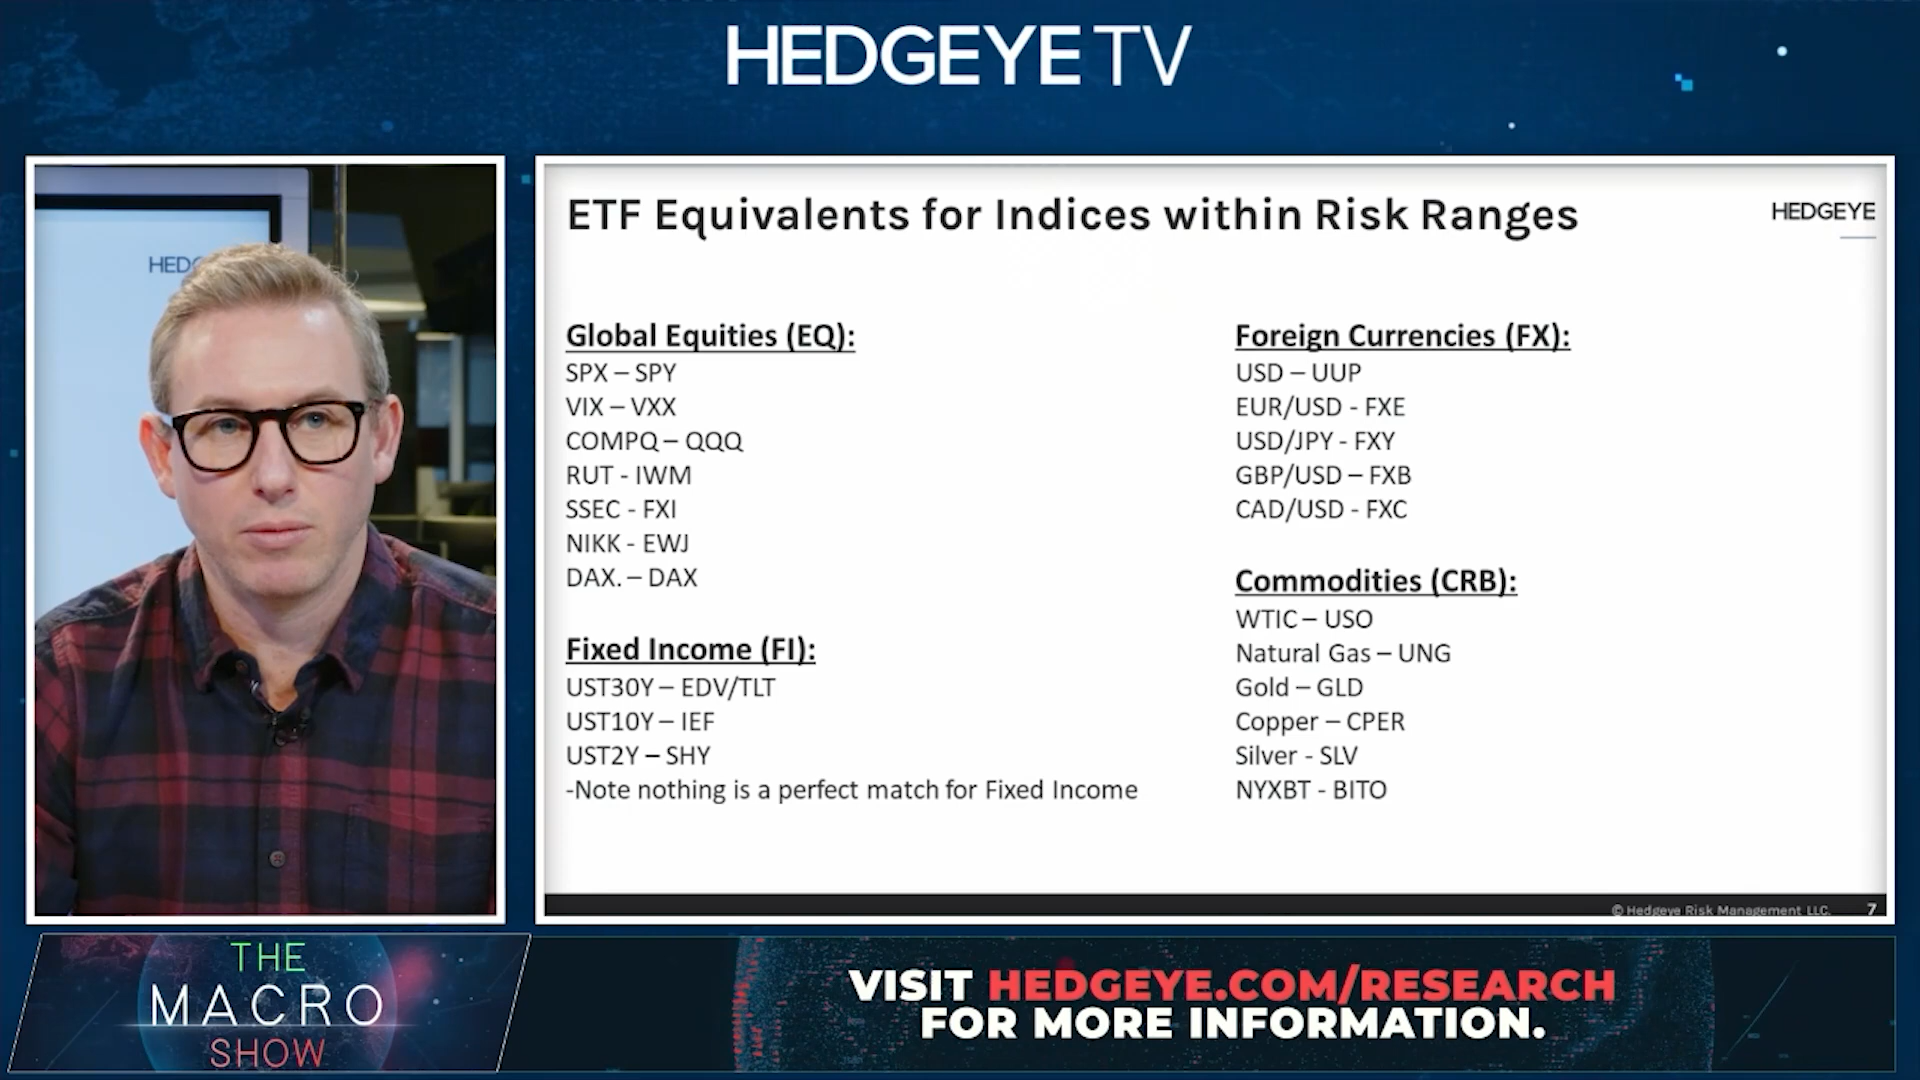 HEDGEYE TV
HEDG
ETF Equivalents for Indices within Risk Ranges
HEDGEYE
Global Equities (EQ):
SPX – SPY
VIX – VXX
COMPQ – QQQ
RUT - IWM
SSEC - FXI
NIKK - EWJ
DAX. – DAX
Fixed Income (FI):
UST30Y – EDV/TLT
UST10Y – IEF
UST2Y – SHY
-Note nothing is a perfect match for Fixed Income
Foreign Currencies (FX):
USD – UUP
EUR/USD - FXE
USD/JPY - FXY
GBP/USD – FXB
CAD/USD - FXC
Commodities (CRB):
WTIC – USO
Natural Gas – UNG
Gold – GLD
Copper – CPER
Silver - SLV
NYXBT - BITO
© Hedgeye Risk Management LLC.
7
THE
MACRO
SHOW
VISIT HEDGEYE.COM/RESEARCH
FOR MORE INFORMATION.